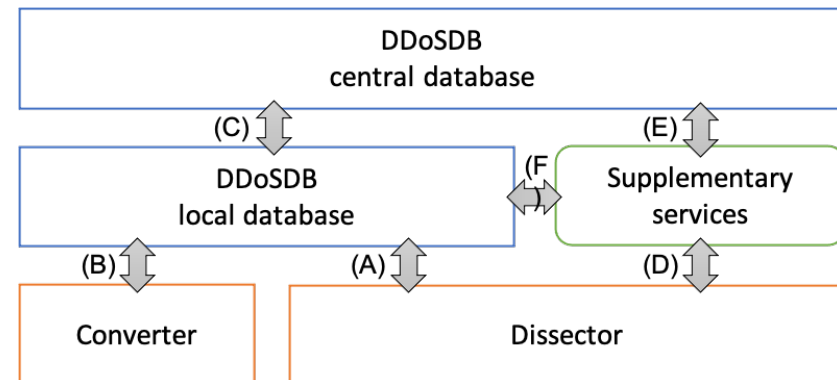 DDoSDB
central database
(C)
(E)
DDoSDB
local database
(F
)
Supplementary
services
(B)
(A)
(D)
Converter
Dissector